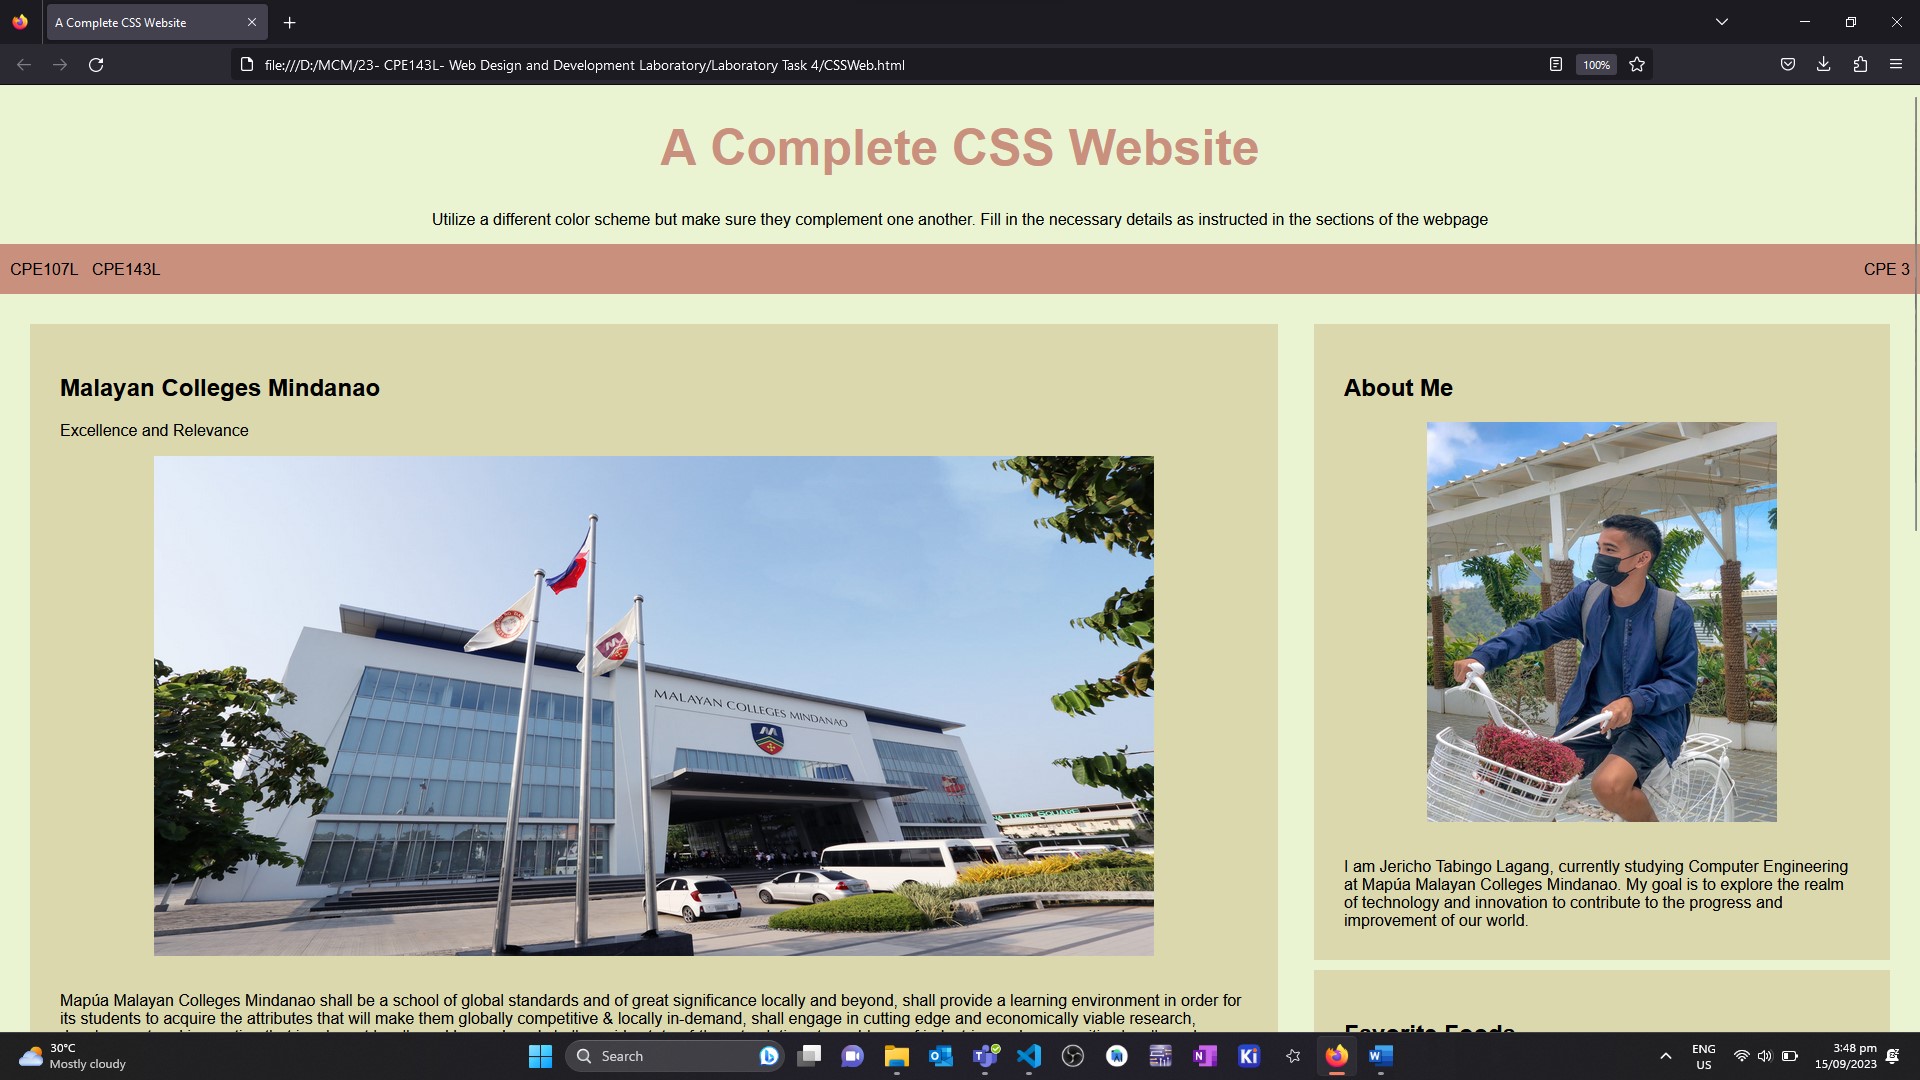 A Complete CSS Website
file:///D:/MCM/23- CPE143L- Web Design and Development Laboratory/Laboratory Task 4/CSSWeb.html
100%
A Complete CSS Website
Utilize a different color scheme but make sure they complement one another. Fill in the necessary details as instructed in the sections of the webpage
CPE107L CPE143L CPE 3
Malayan Colleges Mindanao
Excellence and Relevance
MALAYAN COLLEGES MINDANAO
TOWN SQUARE
Mapúa Malayan Colleges Mindanao shall be a school of global standards and of great significance locally and beyond, shall provide a learning environment in order for
its students to acquire the attributes that will make them globally competitive & locally in-demand, shall engage in cutting edge and economically viable research,
About Me
I am Jericho Tabingo Lagang, currently studying Computer Engineering
at Mapúa Malayan Colleges Mindanao. My goal is to explore the realm
of technology and innovation to contribute to the progress and
improvement of our world.
Favorite Foods
30°C
Mostly cloudy
Search
Ki
ENG
US
3:48 pm
15/09/2023